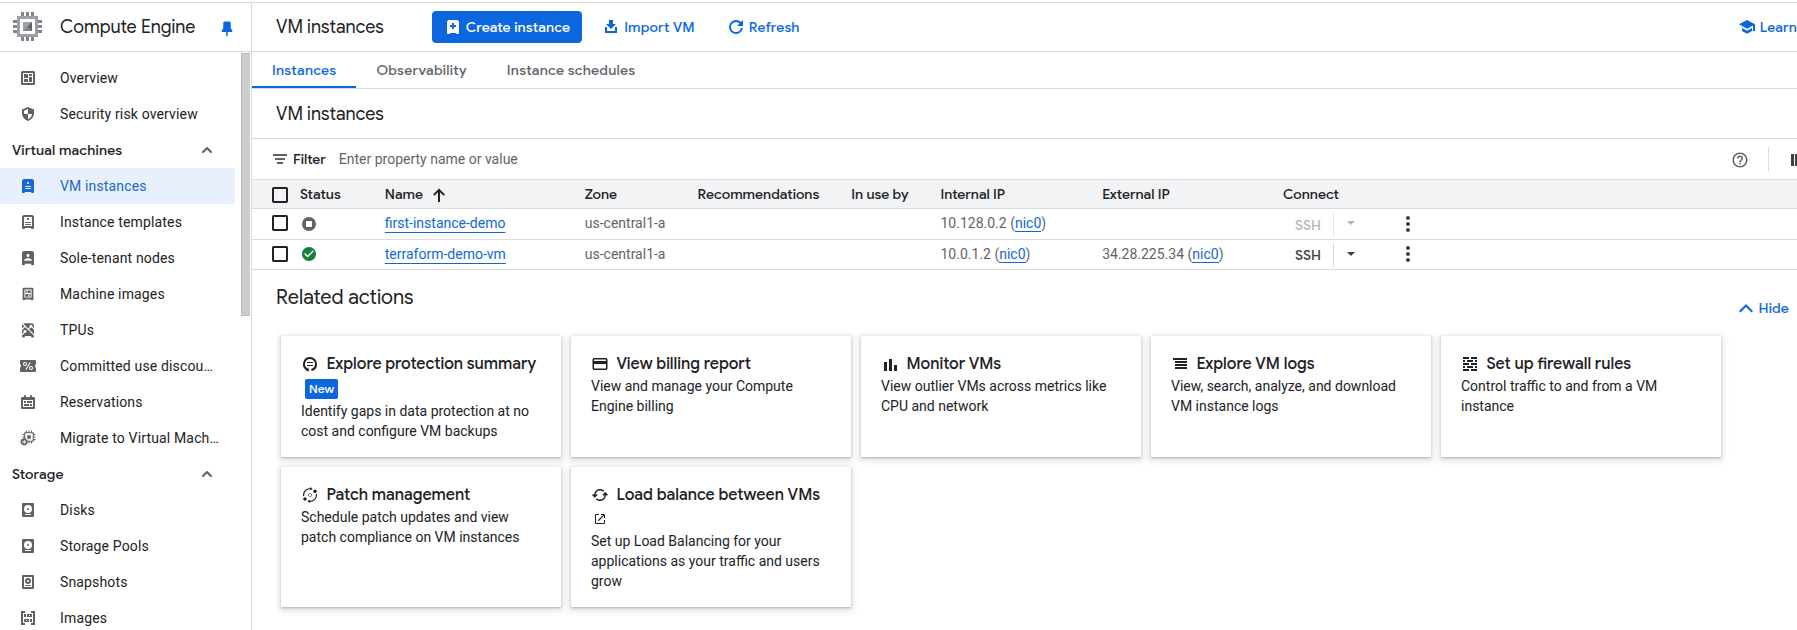 Compute Engine
VM instances
Create instance
Import VM
Refresh
Learn
Overview
Security risk overview
Virtual machines
VM instances
Instance templates
Sole-tenant nodes
Machine images
TPUs
Committed use discou...
Reservations
Migrate to Virtual Mach...
Storage
Disks
Storage Pools
Snapshots
Images
Instances
Observability
Instance schedules
VM instances
Filter Enter property name or value
Status Name Zone Recommendations In use by Internal IP External IP Connect
first-instance-demo us-central1-a 10.128.0.2 (nic0) SSH
terraform-demo-vm us-central1-a 10.0.1.2 (nic0) 34.28.225.34 (nic0) SSH
Related actions
Hide
Explore protection summary
New
Identify gaps in data protection at no
cost and configure VM backups
View billing report
View and manage your Compute
Engine billing
Monitor VMs
View outlier VMs across metrics like
CPU and network
Explore VM logs
View, search, analyze, and download
VM instance logs
Set up firewall rules
Control traffic to and from a VM
instance
Patch management
Schedule patch updates and view
patch compliance on VM instances
Load balance between VMs
Set up Load Balancing for your
applications as your traffic and users
grow